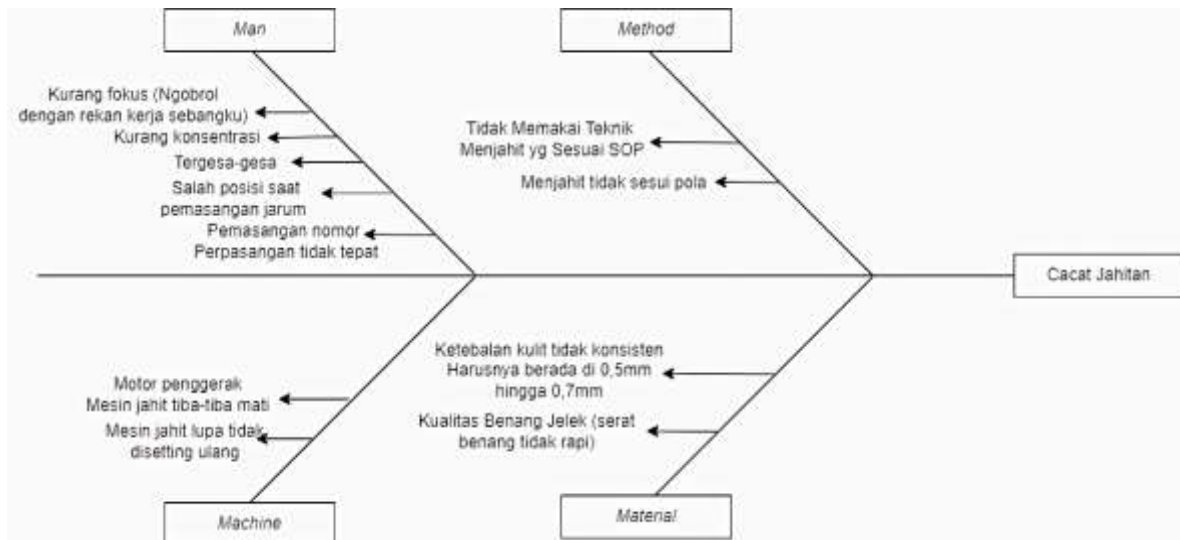 Man
Method
Kurang fokus (Ngobrol
dengan rekan kerja sebangku)
Kurang konsentrasi
Tergesa-gesa
Salah posisi saat
pemasangan jarum
Pemasangan nomor
Perpasangan tidak tepat
Tidak Memakai Teknik
Menjahit yg Sesuai SOP
Menjahit tidak sesui pola
Cacat Jahitan
Motor penggerak
Mesin jahit tiba-tiba mati
Mesin jahit lupa tidak
disetting ulang
Ketebalan kulit tidak konsisten
Harusnya berada di 0,5mm
hingga 0,7mm
Kualitas Benang Jelek (serat
benang tidak rapi)
Machine
Material